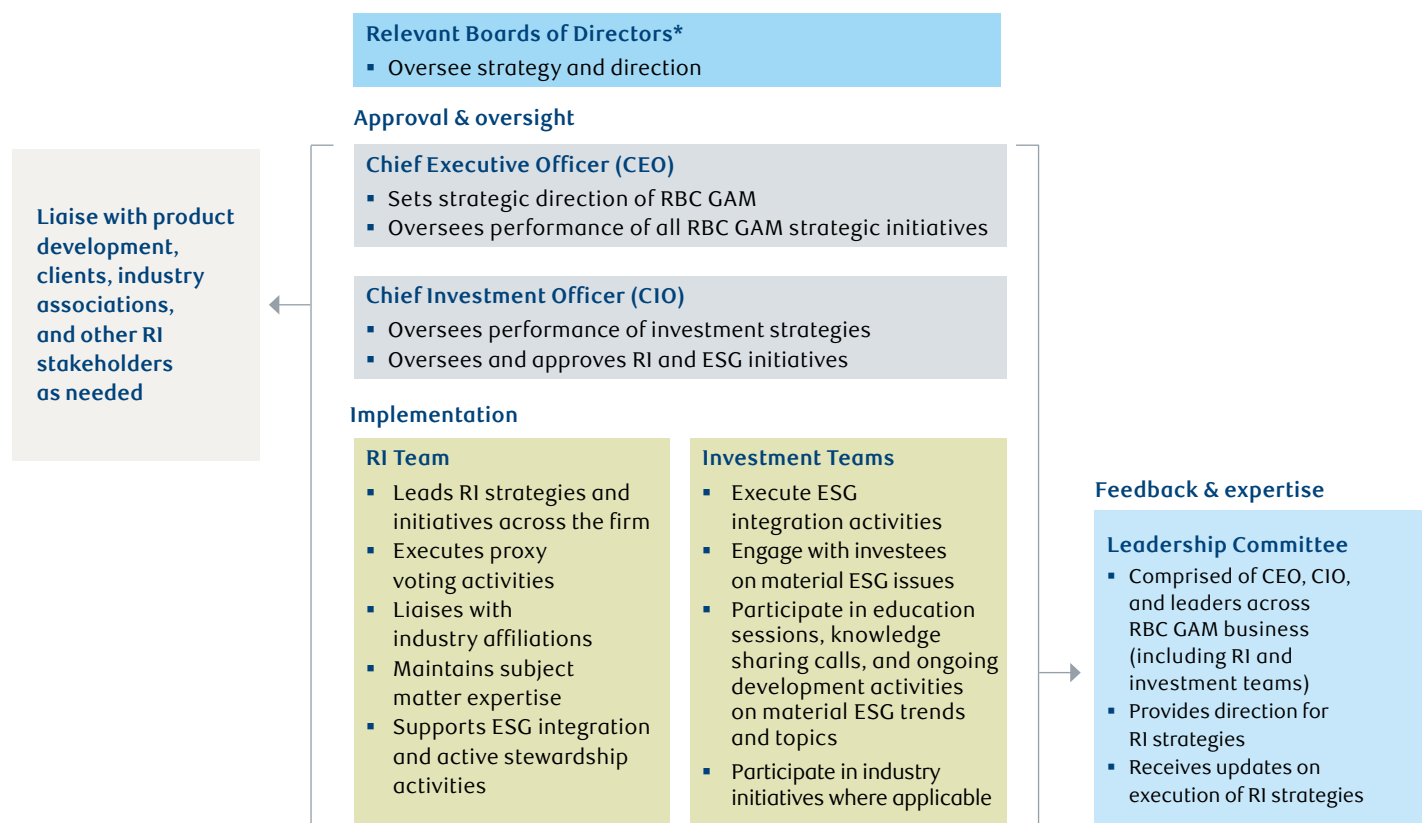 Relevant Boards of Directors*
▪ Oversee strategy and direction
Approval & oversight
Chief Executive Officer (CEO)
▪ Sets strategic direction of RBC GAM
▪ Oversees performance of all RBC GAM strategic initiatives
Liaise with product
development,
clients, industry
associations,
and other RI
stakeholders
as needed
Chief Investment Officer (CIO)
▪ Oversees performance of investment strategies
▪ Oversees and approves RI and ESG initiatives
Implementation
RI Team
▪ Leads RI strategies and
initiatives across the firm
▪ Executes proxy
voting activities
▪ Liaises with
industry affiliations
▪ Maintains subject
matter expertise
▪ Supports ESG integration
and active stewardship
activities
Investment Teams
▪ Execute ESG
integration activities
▪ Engage with investees
on material ESG issues
▪ Participate in education
sessions, knowledge
sharing calls, and ongoing
development activities
on material ESG trends
and topics
▪ Participate in industry
initiatives where applicable
Feedback & expertise
Leadership Committee
▪ Comprised of CEO, CIO,
and leaders across
RBC GAM business
(including RI and
investment teams)
▪ Provides direction for
RI strategies
▪ Receives updates on
execution of RI strategies